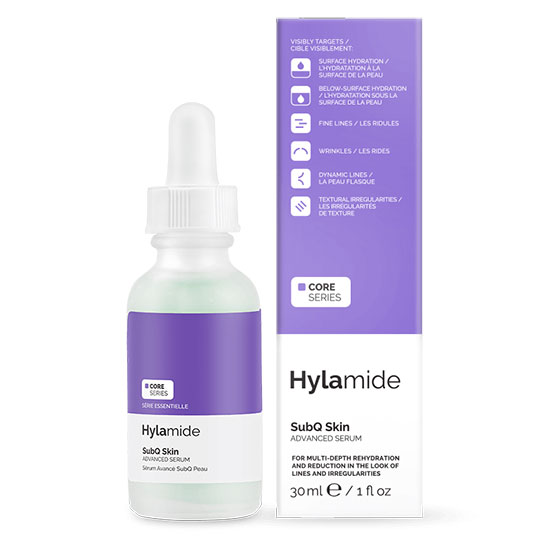 VISIBLY TARGETS /
CIBLE VISIBLEMENT:
SURFACE HYDRATION /
L'HYDRATATION À LA
SURFACE DE LA PEAU
BELOW-SURFACE HYDRATION
/ L'HYDRATATION SOUS LA
SURFACE DE LA PEAU
FINE LINES / LES RIDULES
WRINKLES / LES RIDES
DYNAMIC LINES /
LA PEAU FLASQUE
TEXTURAL IRREGULARITIES /
LES IRRÉGULARITÉS
DE TEXTURE
CORE
SERIES
Hylamide
SubQ Skin
ADVANCED SERUM
FOR MULTI-DEPTH REHYDRATION
AND REDUCTION IN THE LOOK OF
LINES AND IRREGULARITIES
30 ml ℮ / 1 fl oz
CORE
SERIES
SÉRIE ESSENTIELLE
Hylamide
SubQ Skin
ADVANCED SERUM
Sérum Avancé SubQ Peau